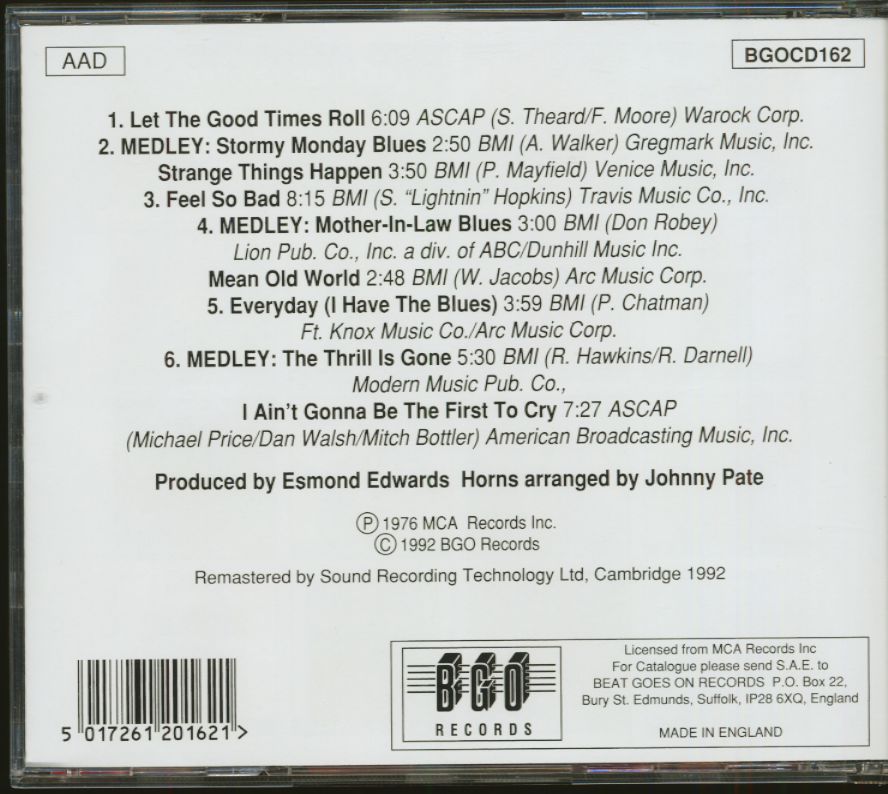 AAD
BGOCD162
1. Let The Good Times Roll 6:09 ASCAP (S. Theard/F. Moore) Warock Corp.
2. MEDLEY: Stormy Monday Blues 2:50 BMI (A. Walker) Gregmark Music, Inc.
Strange Things Happen 3:50 BMI (P. Mayfield) Venice Music, Inc.
3. Feel So Bad 8:15 BMI (S. "Lightnin" Hopkins) Travis Music Co., Inc.
4. MEDLEY: Mother-In-Law Blues 3:00 BMI (Don Robey)
Lion Pub. Co., Inc. a div. of ABC/Dunhill Music Inc.
Mean Old World 2:48 BMI (W. Jacobs) Arc Music Corp.
5. Everyday (I Have The Blues) 3:59 BMI (P. Chatman)
Ft. Knox Music Co./Arc Music Corp.
6. MEDLEY: The Thrill Is Gone 5:30 BMI (R. Hawkins/R. Darnell)
Modern Music Pub. Co.,
I Ain't Gonna Be The First To Cry 7:27 ASCAP
(Michael Price/Dan Walsh/Mitch Bottler) American Broadcasting Music, Inc.
Produced by Esmond Edwards Horns arranged by Johnny Pate
Ⓟ 1976 MCA Records Inc.
© 1992 BGO Records
Remastered by Sound Recording Technology Ltd, Cambridge 1992
5 017261 201621 >
BGO
RECORDS
Licensed from MCA Records Inc
For Catalogue please send S.A.E. to
BEAT GOES ON RECORDS P.O. Box 22,
Bury St. Edmunds, Suffolk, IP28 6XQ, England
MADE IN ENGLAND